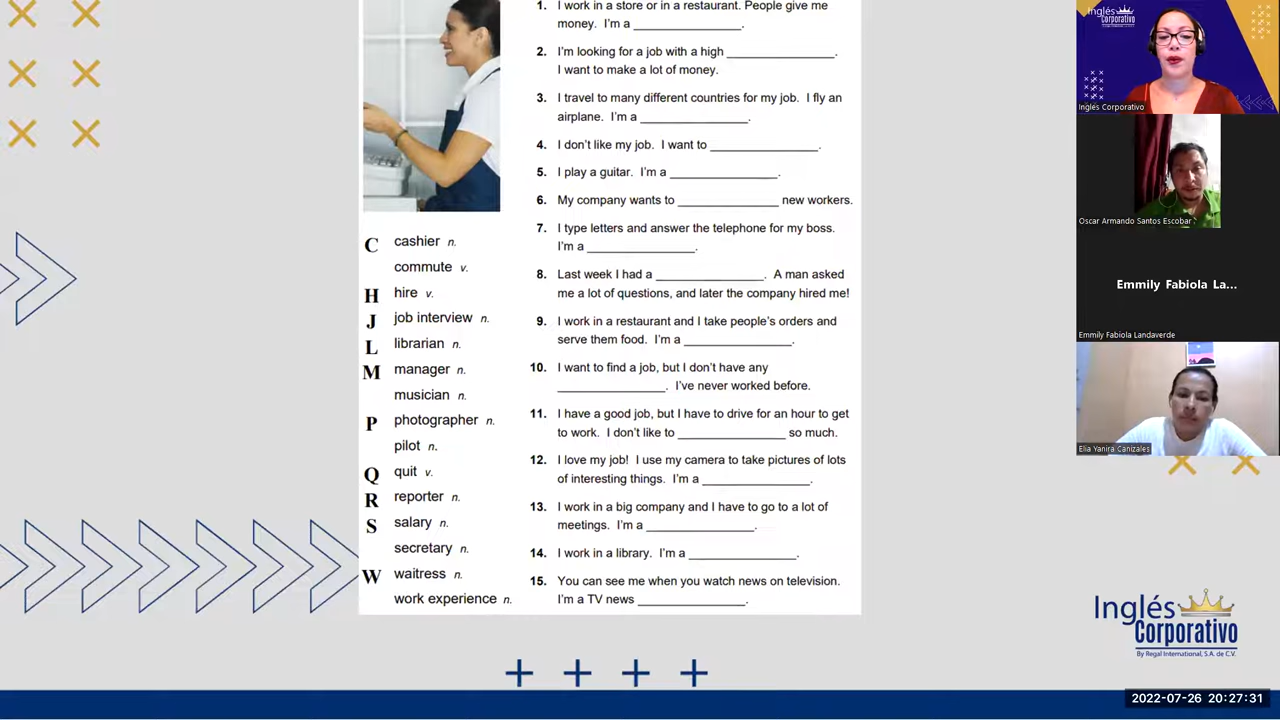 1. I work in a store or in a restaurant. People give me
money. I'm a ________________.
2. I'm looking for a job with a high ________________.
I want to make a lot of money.
3. I travel to many different countries for my job. I fly an
airplane. I'm a ________________.
4. I don't like my job. I want to ________________.
5. I play a guitar. I'm a ________________.
6. My company wants to _______________ new workers.
7. I type letters and answer the telephone for my boss.
I'm a ________________.
8. Last week I had a ________________. A man asked
me a lot of questions, and later the company hired me!
9. I work in a restaurant and I take people's orders and
serve them food. I'm a ________________.
10. I want to find a job, but I don't have any
________________. I've never worked before.
11. I have a good job, but I have to drive for an hour to get
to work. I don't like to ________________ so much.
12. I love my job! I use my camera to take pictures of lots
of interesting things. I'm a ________________.
13. I work in a big company and I have to go to a lot of
meetings. I'm a ________________.
14. I work in a library. I'm a ________________.
15. You can see me when you watch news on television.
I'm a TV news ________________.
C cashier n.
commute v.
H hire v.
J job interview n.
L librarian n.
M manager n.
musician n.
P photographer n.
pilot n.
Q quit v.
R reporter n.
S salary n.
secretary n.
W waitress n.
work experience n.
Inglés
Corporativo
Inglés Corporativo
Oscar Armando Santos Escobar
Emmily Fabiola La...
Emmily Fabiola Landaverde
Elia Yanira Canizales
Inglés
Corporativo
By Regal International, S.A. de C.V.
2022-07-26 20:27:31